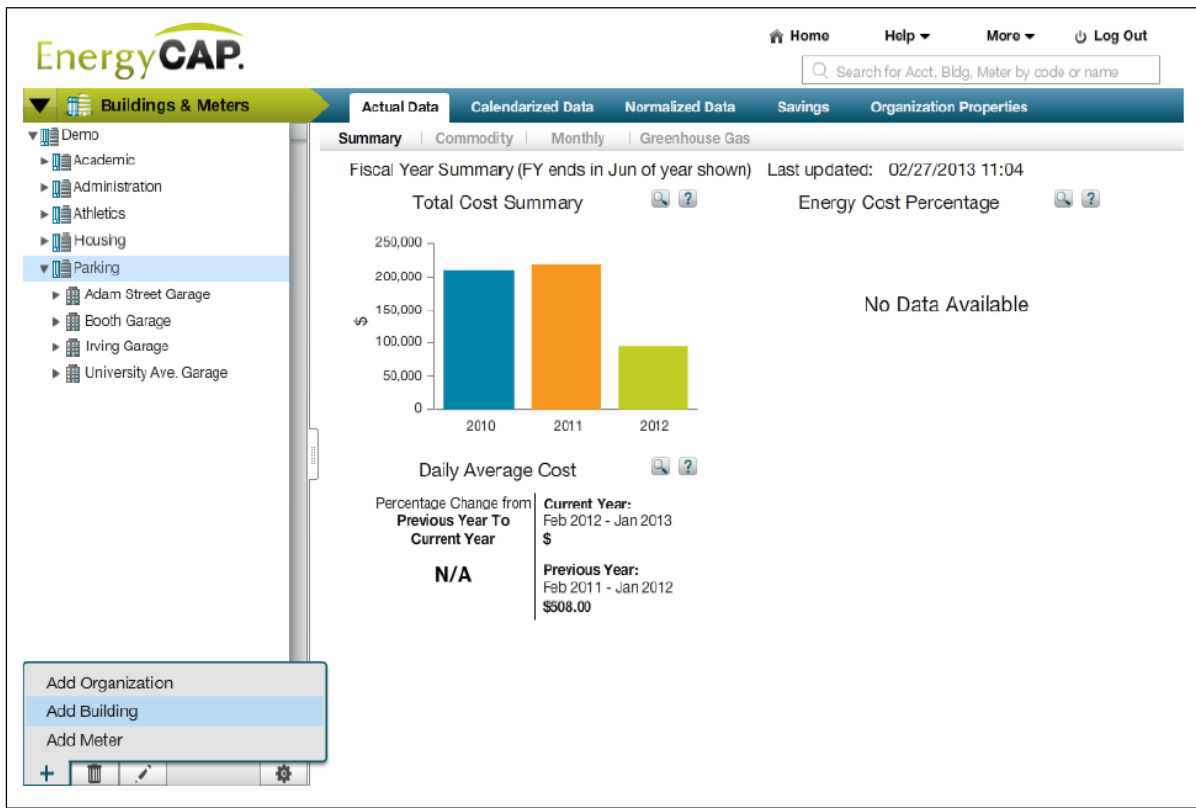 EnergyCAP.
Home Help More Log Out
Search for Acct, Bldg, Meter by code or name
Buildings & Meters
Actual Data Calendarized Data Normalized Data Savings Organization Properties
Demo
Academic
Administration
Athletics
Housing
Parking
Adam Street Garage
Booth Garage
Irving Garage
University Ave. Garage
Summary | Commodity | Monthly | Greenhouse Gas
Fiscal Year Summary (FY ends in Jun of year shown) Last updated: 02/27/2013 11:04
Total Cost Summary ?
250,000
200,000
150,000
100,000
50,000
0
$
2010 2011 2012
Energy Cost Percentage ?
No Data Available
Daily Average Cost ?
Percentage Change from
Previous Year To
Current Year
N/A
Current Year:
Feb 2012 - Jan 2013
$
Previous Year:
Feb 2011 - Jan 2012
$508.00
Add Organization
Add Building
Add Meter
+